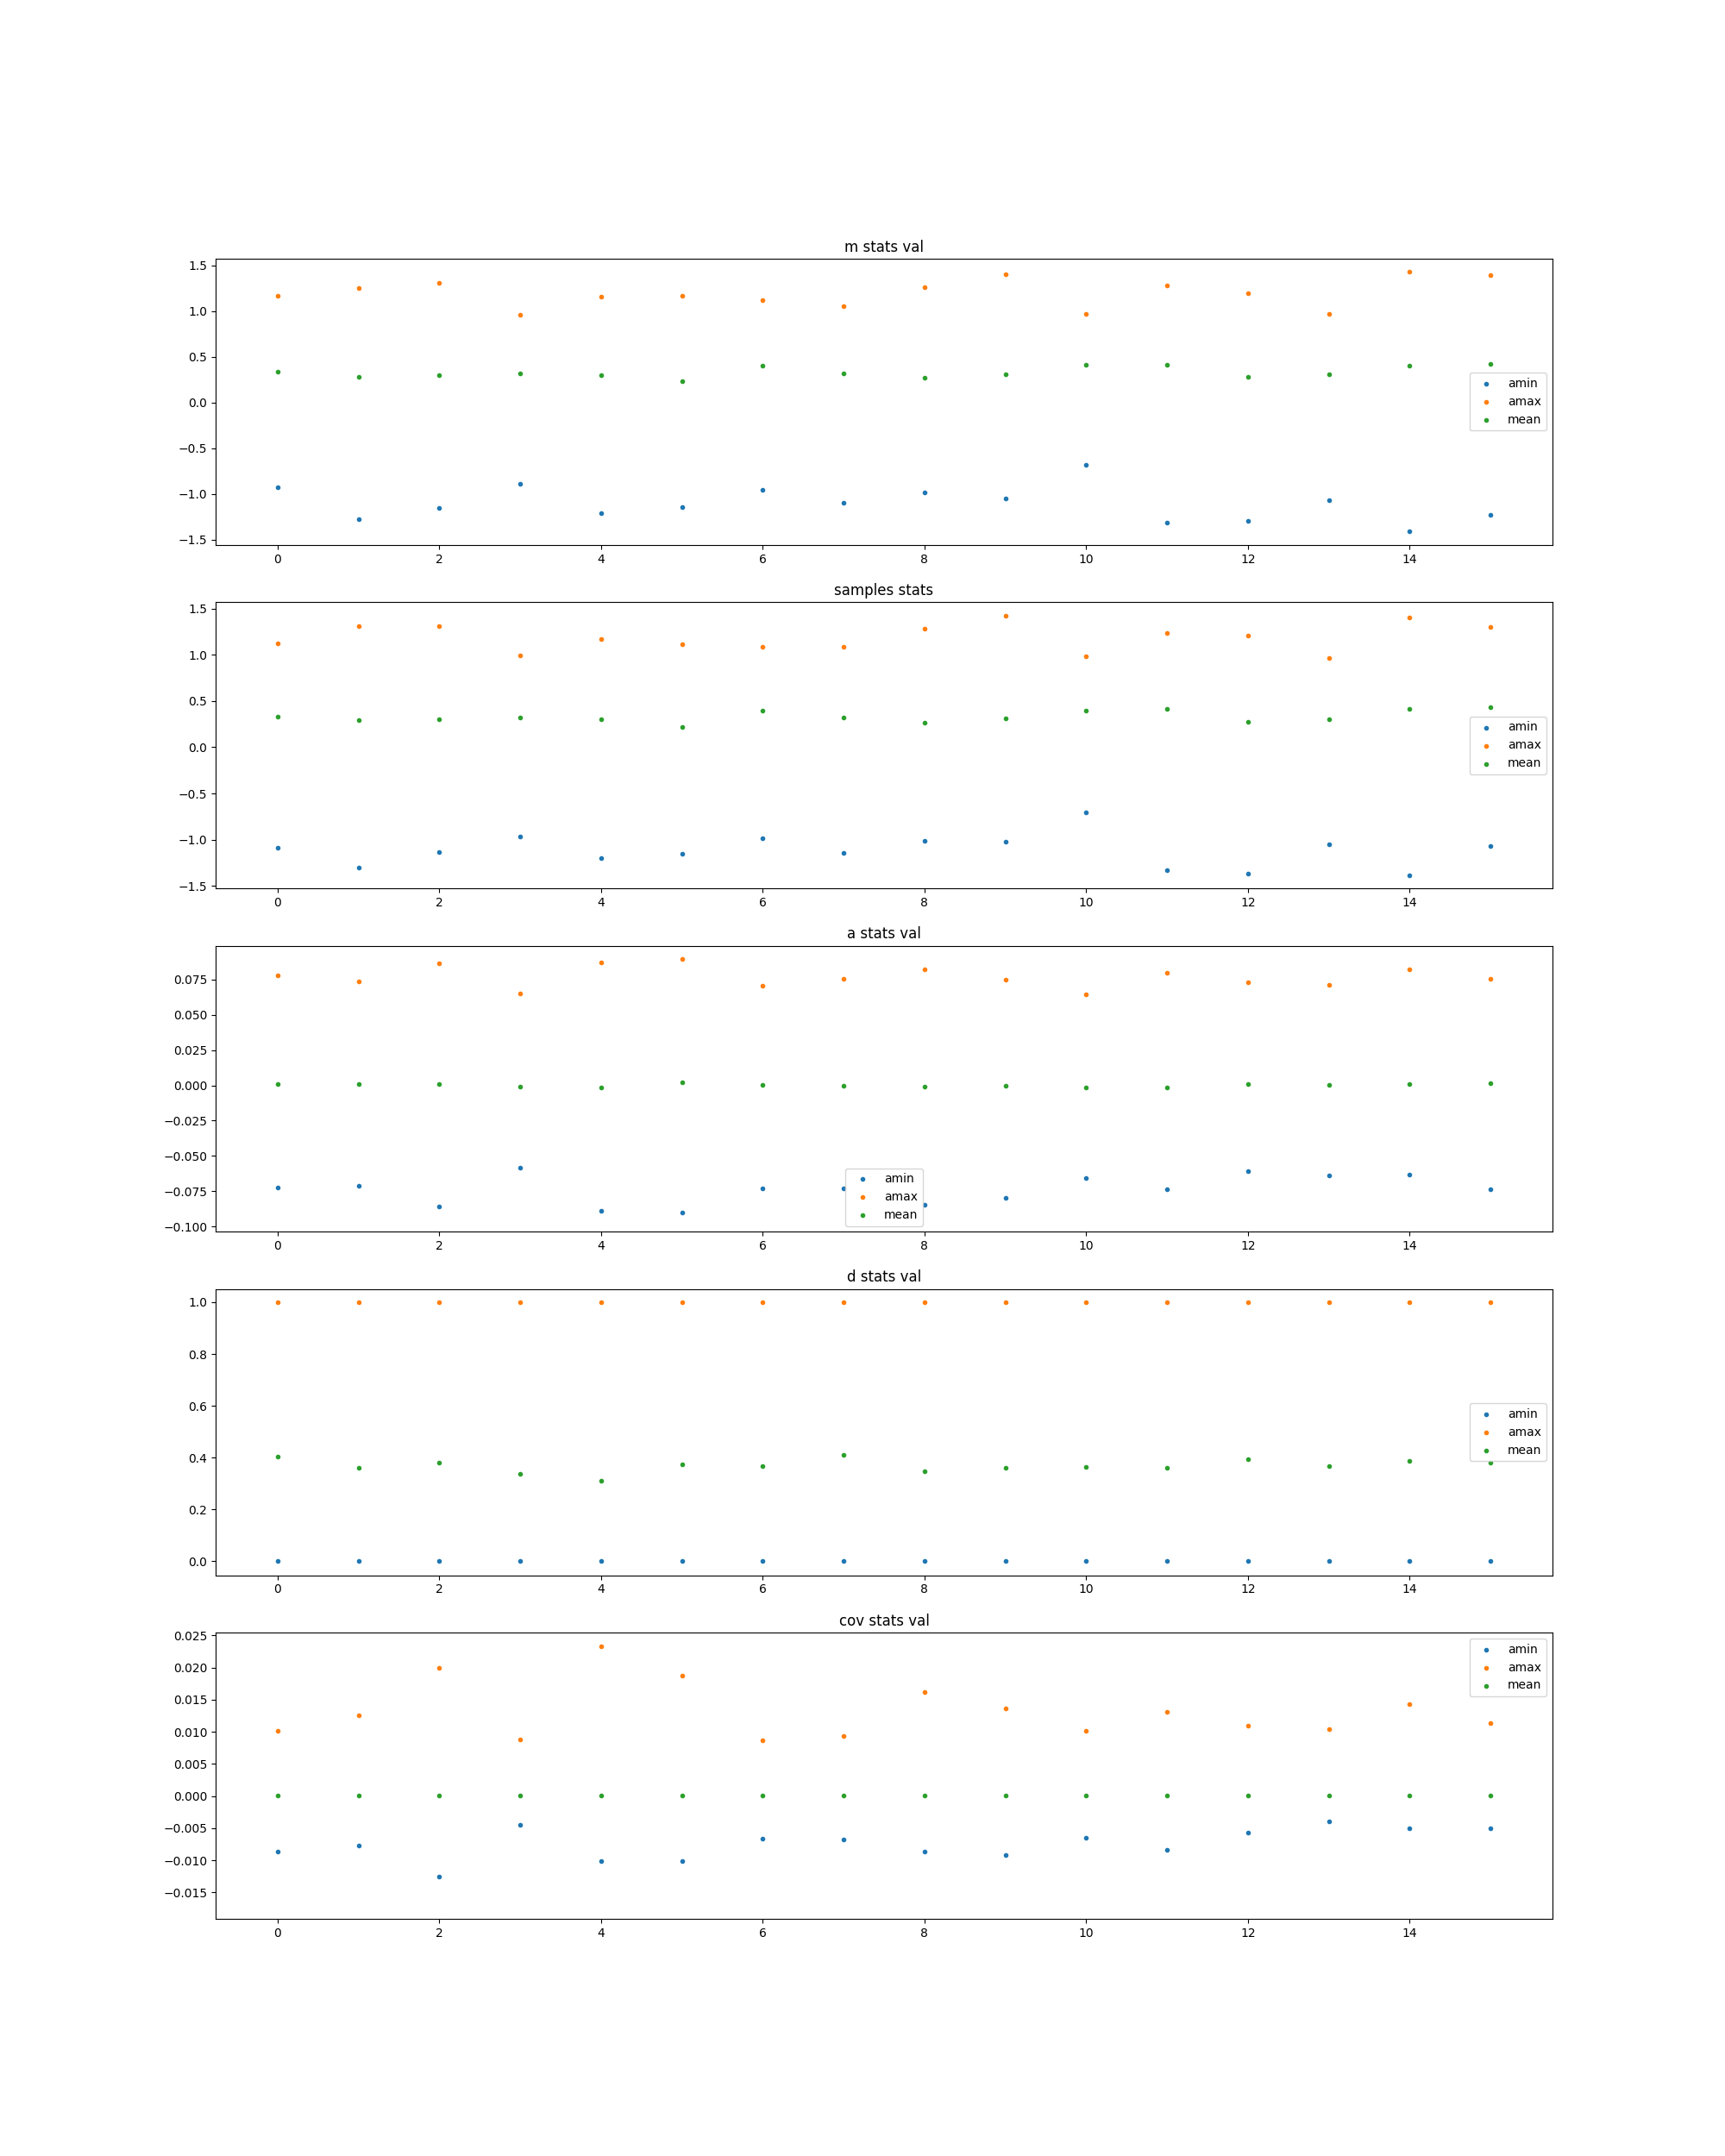 m stats val
1.5
1.0
0.5
0.0
−0.5
−1.0
−1.5
amin
amax
mean
0 2 4 6 8 10 12 14
samples stats
1.5
1.0
0.5
0.0
−0.5
−1.0
−1.5
amin
amax
mean
0 2 4 6 8 10 12 14
a stats val
0.075
0.050
0.025
0.000
−0.025
−0.050
−0.075
−0.100
amin
amax
mean
0 2 4 6 8 10 12 14
d stats val
1.0
0.8
0.6
0.4
0.2
0.0
amin
amax
mean
0 2 4 6 8 10 12 14
cov stats val
0.025
0.020
0.015
0.010
0.005
0.000
−0.005
−0.010
−0.015
amin
amax
mean
0 2 4 6 8 10 12 14